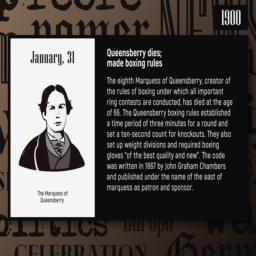 1900
January, 31
The Marquess of
Queensberry
Queensberry dies;
made boxing rules
The eighth Marquess of Queensberry, creator of
the rules of boxing under which all important
ring contests are conducted, has died at the age
of 66. The Queensberry boxing rules established
a time period of three minutes for a round and
set a ten-second count for knockouts. They also
set up weight divisions and required boxing
gloves "of the best quality and new". The code
was written in 1867 by John Graham Chambers
and published under the name of the east of
marquess as patron and sponsor.
CELEBRATION